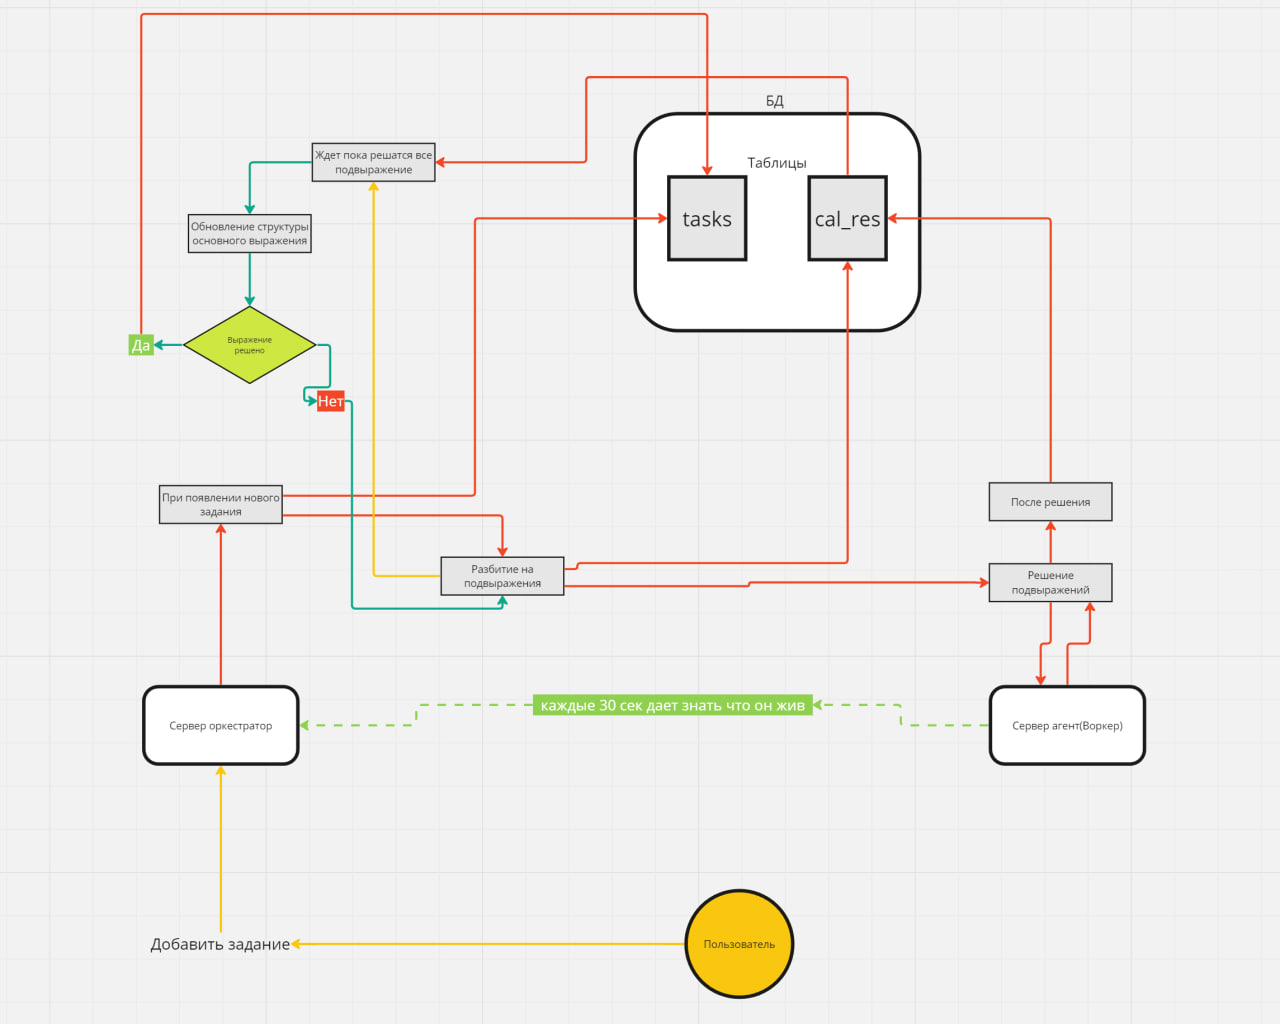 БД
Таблицы
Ждет пока решатся все
подвыражение
tasks
cal_res
Обновление структуры
основного выражения
Да
Выражение
решено
Нет
При появлении нового
задания
После решения
Разбитие на
подвыражения
Решение
подвыражений
каждые 30 сек дает знать что он жив
Сервер оркестратор
Сервер агент(Воркер)
Добавить задание
Пользователь